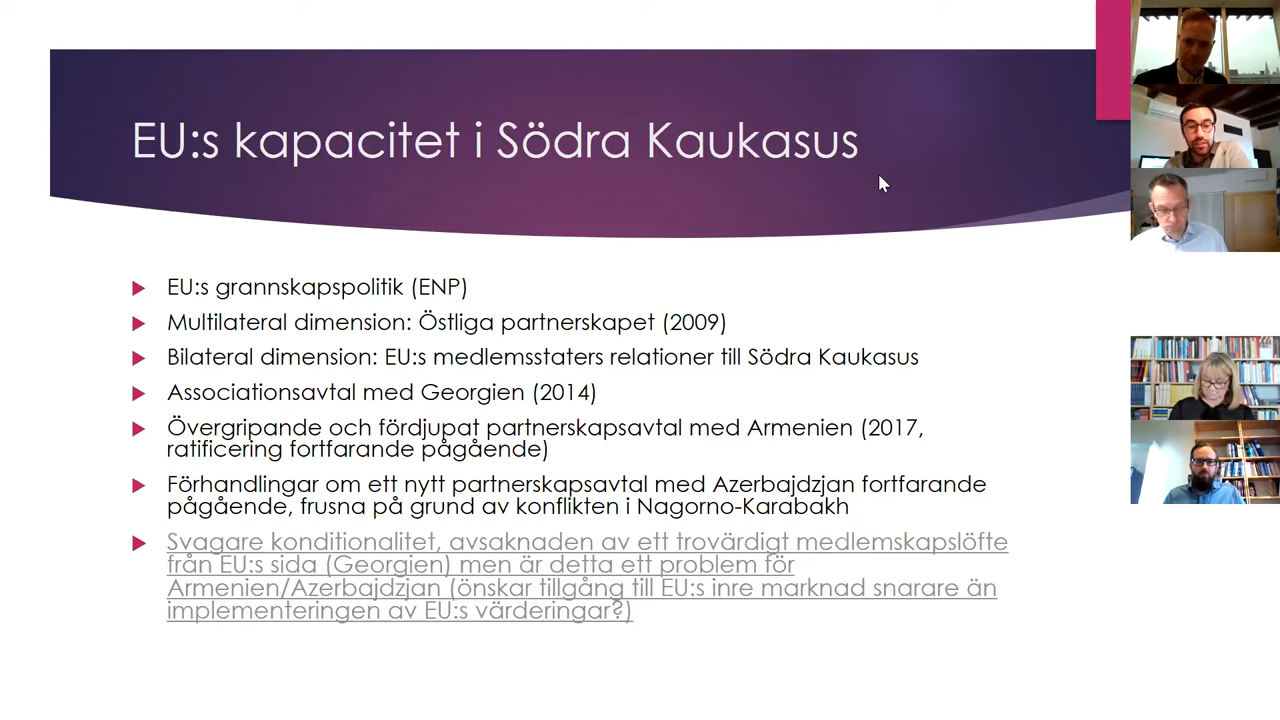 EU:s kapacitet i Södra Kaukasus
EU:s grannskapspolitik (ENP)
Multilateral dimension: Östliga partnerskapet (2009)
Bilateral dimension: EU:s medlemsstaters relationer till Södra Kaukasus
Associationsavtal med Georgien (2014)
Övergripande och fördjupat partnerskapsavtal med Armenien (2017,
ratificering fortfarande pågående)
Förhandlingar om ett nytt partnerskapsavtal med Azerbajdzjan fortfarande
pågående, frusna på grund av konflikten i Nagorno-Karabakh
Svagare konditionalitet, avsaknaden av ett trovärdigt medlemskapslöfte
från EU:s sida (Georgien) men är detta ett problem för
Armenien/Azerbajdzjan (önskar tillgång till EU:s inre marknad snarare än
implementeringen av EU:s värderingar?)